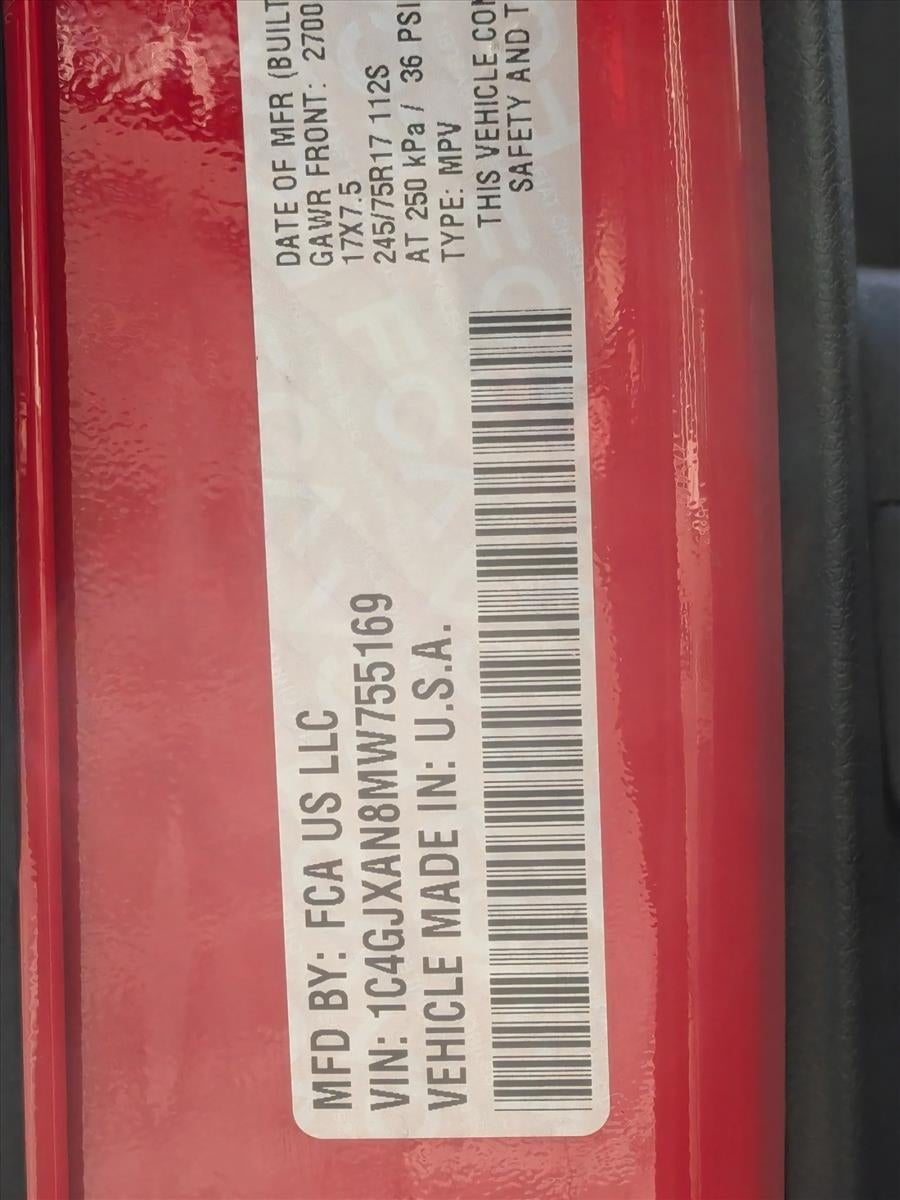 MFD BY: FCA US LLC
VIN: 1C4GJXAN8MW755169
VEHICLE MADE IN: U.S.A.
DATE OF MFR (BUILT
GAWR FRONT: 2700
17X7.5
245/75R17 112S
AT 250 kPa / 36 PSI
TYPE: MPV
THIS VEHICLE CON
SAFETY AND T